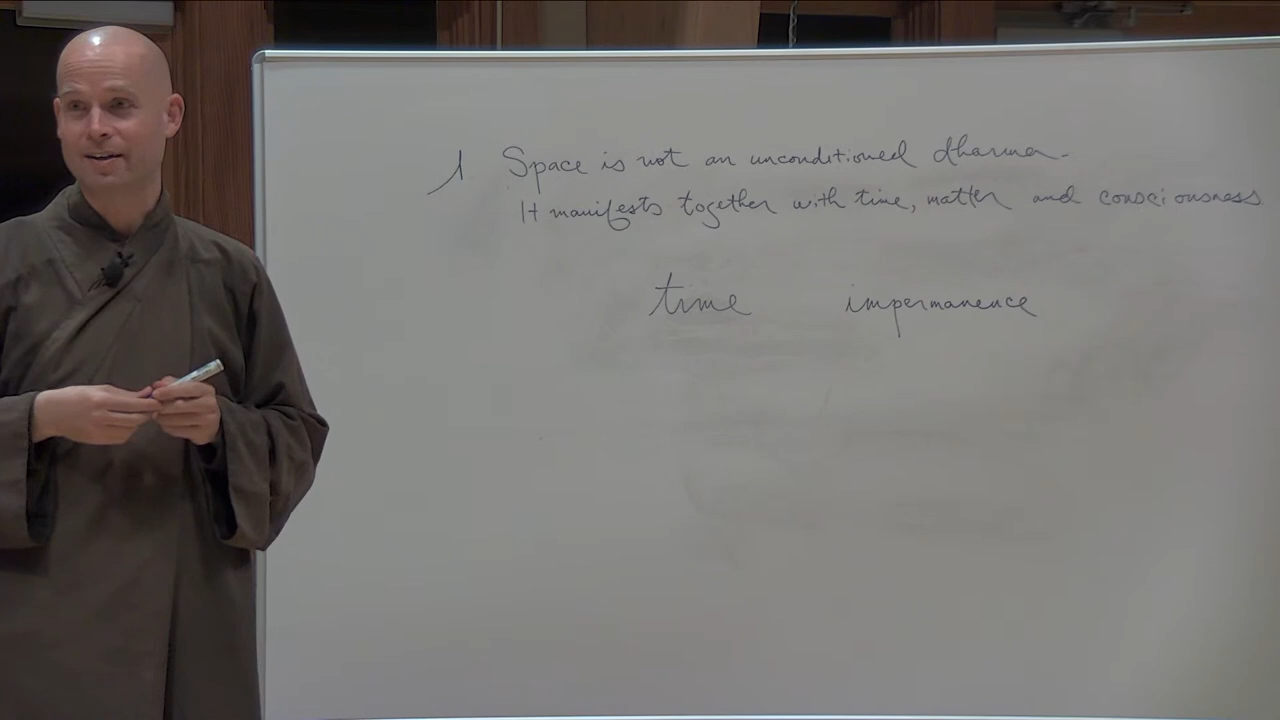 1 Space is not an unconditioned dharma.
It manifests together with time, matter and consciousness
time impermanence